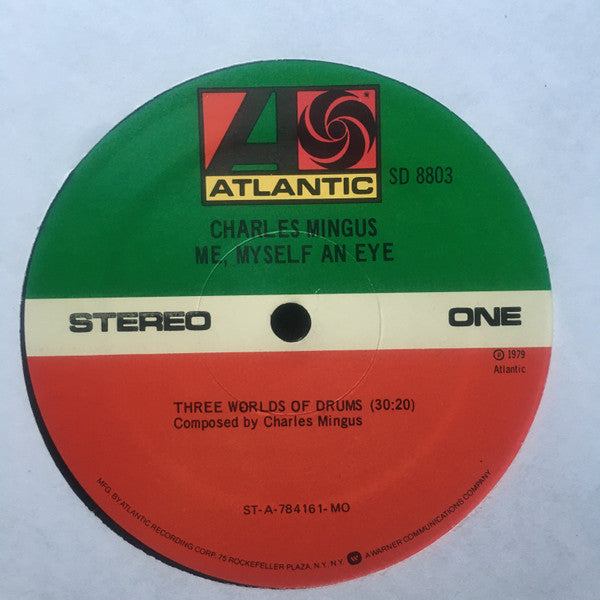 A
ATLANTIC
SD 8803
CHARLES MINGUS
ME, MYSELF AN EYE
STEREO
ONE
℗ 1979
Atlantic
THREE WORLDS OF DRUMS (30:20)
Composed by Charles Mingus
ST-A-784161-MO
MFG. BY ATLANTIC RECORDING CORP. 75 ROCKEFELLER PLAZA, N.Y. N.Y. W A WARNER COMMUNICATIONS COMPANY